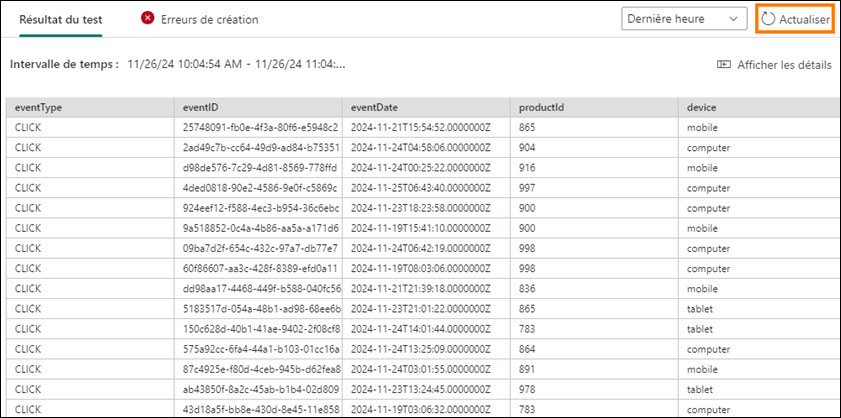 Résultat du test Erreurs de création Dernière heure Actualiser
Intervalle de temps : 11/26/24 10:04:54 AM - 11/26/24 11:04:... Afficher les détails
eventType eventID eventDate productId device
CLICK 25748091-fb0e-4f3a-80f6-e5948c2 2024-11-21T15:54:52.0000000Z 865 mobile
CLICK 2ad49c7b-cc64-49d9-ad84-b75351 2024-11-24T04:58:06.0000000Z 904 computer
CLICK d98de576-7c29-4d81-8569-778ffd 2024-11-24T00:25:22.0000000Z 916 mobile
CLICK 4ded0818-90e2-4586-9e0f-c5869c 2024-11-25T06:43:40.0000000Z 997 computer
CLICK 924eef12-f588-4ec3-b954-36c6ebc 2024-11-23T18:23:58.0000000Z 900 computer
CLICK 9a518852-0c4a-4b86-aa5a-a171d6 2024-11-19T15:41:10.0000000Z 900 mobile
CLICK 09ba7d2f-654c-432c-97a7-db77e7 2024-11-24T06:42:19.0000000Z 998 computer
CLICK 60f86607-aa3c-428f-8389-efd0a11 2024-11-19T08:03:06.0000000Z 998 computer
CLICK dd98aa17-4468-449f-b588-040fc56 2024-11-21T21:39:18.0000000Z 836 mobile
CLICK 5183517d-054a-48b1-ad98-68ee6b 2024-11-23T21:01:22.0000000Z 865 tablet
CLICK 150c628d-40b1-41ae-9402-2f08cf8 2024-11-24T14:01:44.0000000Z 783 tablet
CLICK 575a92cc-6fa4-44a1-b103-01cc16a 2024-11-24T13:25:09.0000000Z 864 computer
CLICK 87c4925e-f80d-4ceb-945b-d62fea8 2024-11-24T03:01:55.0000000Z 891 mobile
CLICK ab43850f-8a2c-45ab-b1b4-02d809 2024-11-23T13:24:45.0000000Z 978 tablet
CLICK 43d18a5f-bb8e-430d-8e45-11e858 2024-11-19T03:06:32.0000000Z 783 computer